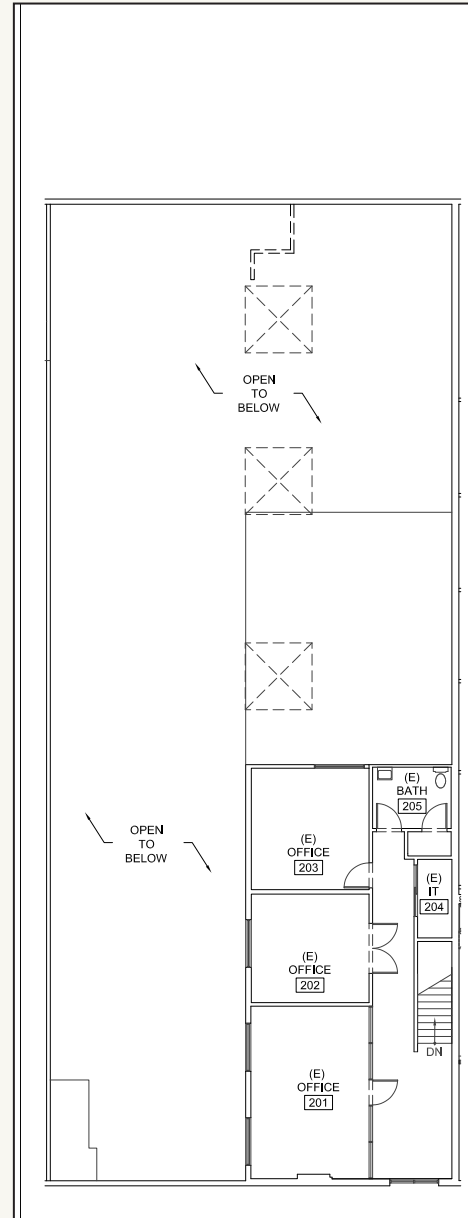 OPEN
TO
BELOW
(E)
BATH
205
OPEN
TO
BELOW
(E)
OFFICE
203
(E)
IT
204
(E)
OFFICE
202
DN
(E)
OFFICE
201